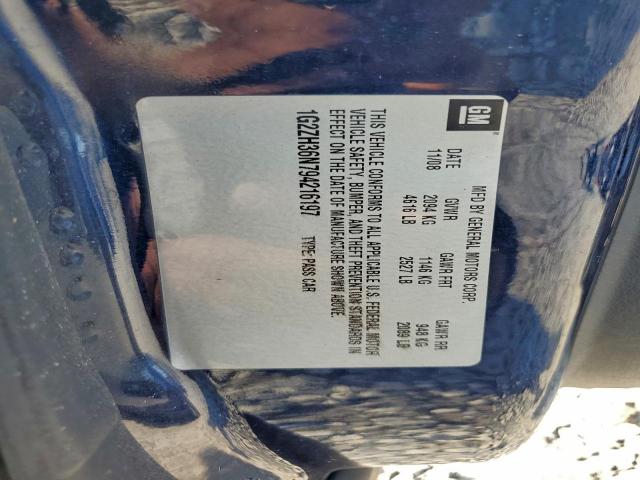 GM
MFD BY GENERAL MOTORS CORP.
DATE GVWR GAWR FRT GAWR RR
11/08 2094 KG 1146 KG 948 KG
4616 LB 2527 LB 2089 LB
THIS VEHICLE CONFORMS TO ALL APPLICABLE U.S. FEDERAL MOTOR
VEHICLE SAFETY, BUMPER, AND THEFT PREVENTION STANDARDS IN
EFFECT ON THE DATE OF MANUFACTURE SHOWN ABOVE.
1G2ZH36N794216197 TYPE: PASS CAR